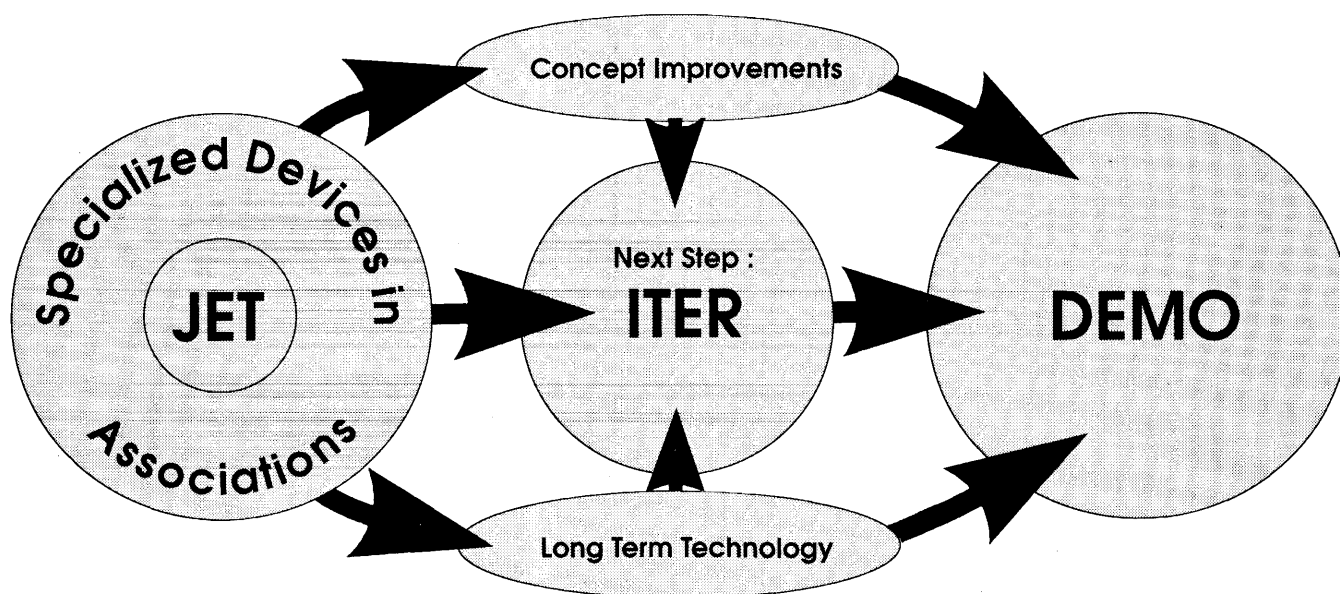 Specialized Devices in
JET
Associations
Concept Improvements
Next Step :
ITER
Long Term Technology
DEMO